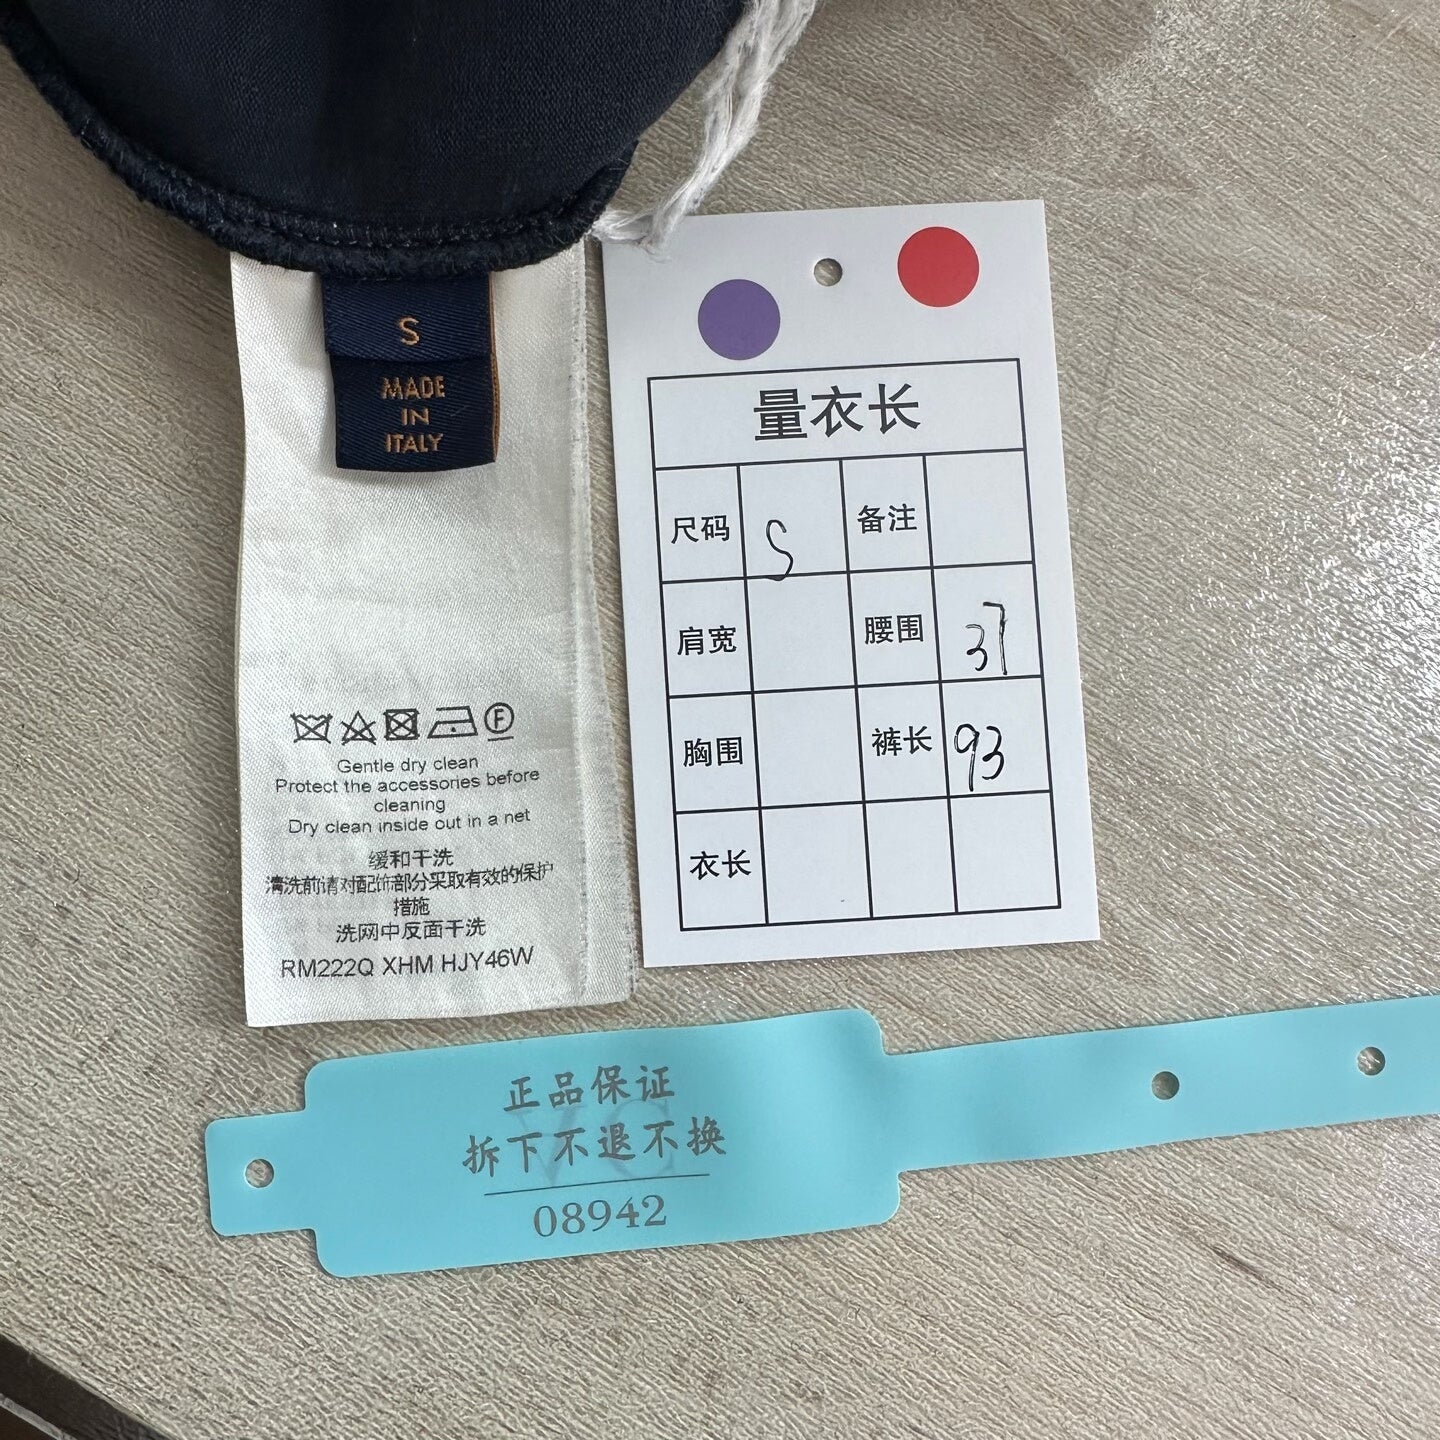 S
MADE
IN
ITALY
F
Gentle dry clean
Protect the accessories before
cleaning
Dry clean inside out in a net
缓和干洗
清洗前请对配饰部分采取有效的保护
措施
洗网中反面干洗
RM222Q XHM HJY46W
量衣长
尺码 S 备注
肩宽 腰围 37
胸围 裤长 93
衣长
正品保证
拆下不退不换
VC
08942